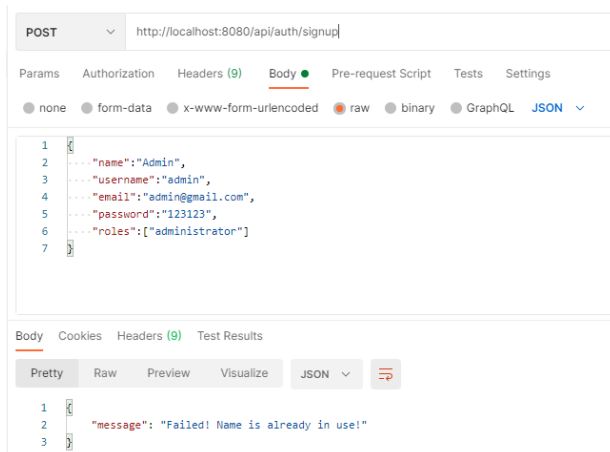 POST http://localhost:8080/api/auth/signup
Params Authorization Headers (9) Body Pre-request Script Tests Settings
none form-data x-www-form-urlencoded raw binary GraphQL JSON
1 {
2 ····"name":"Admin",
3 ····"username":"admin",
4 ····"email":"admin@gmail.com",
5 ····"password":"123123",
6 ····"roles":["administrator"]
7 }
Body Cookies Headers (9) Test Results
Pretty Raw Preview Visualize JSON
1 {
2 "message": "Failed! Name is already in use!"
3 }